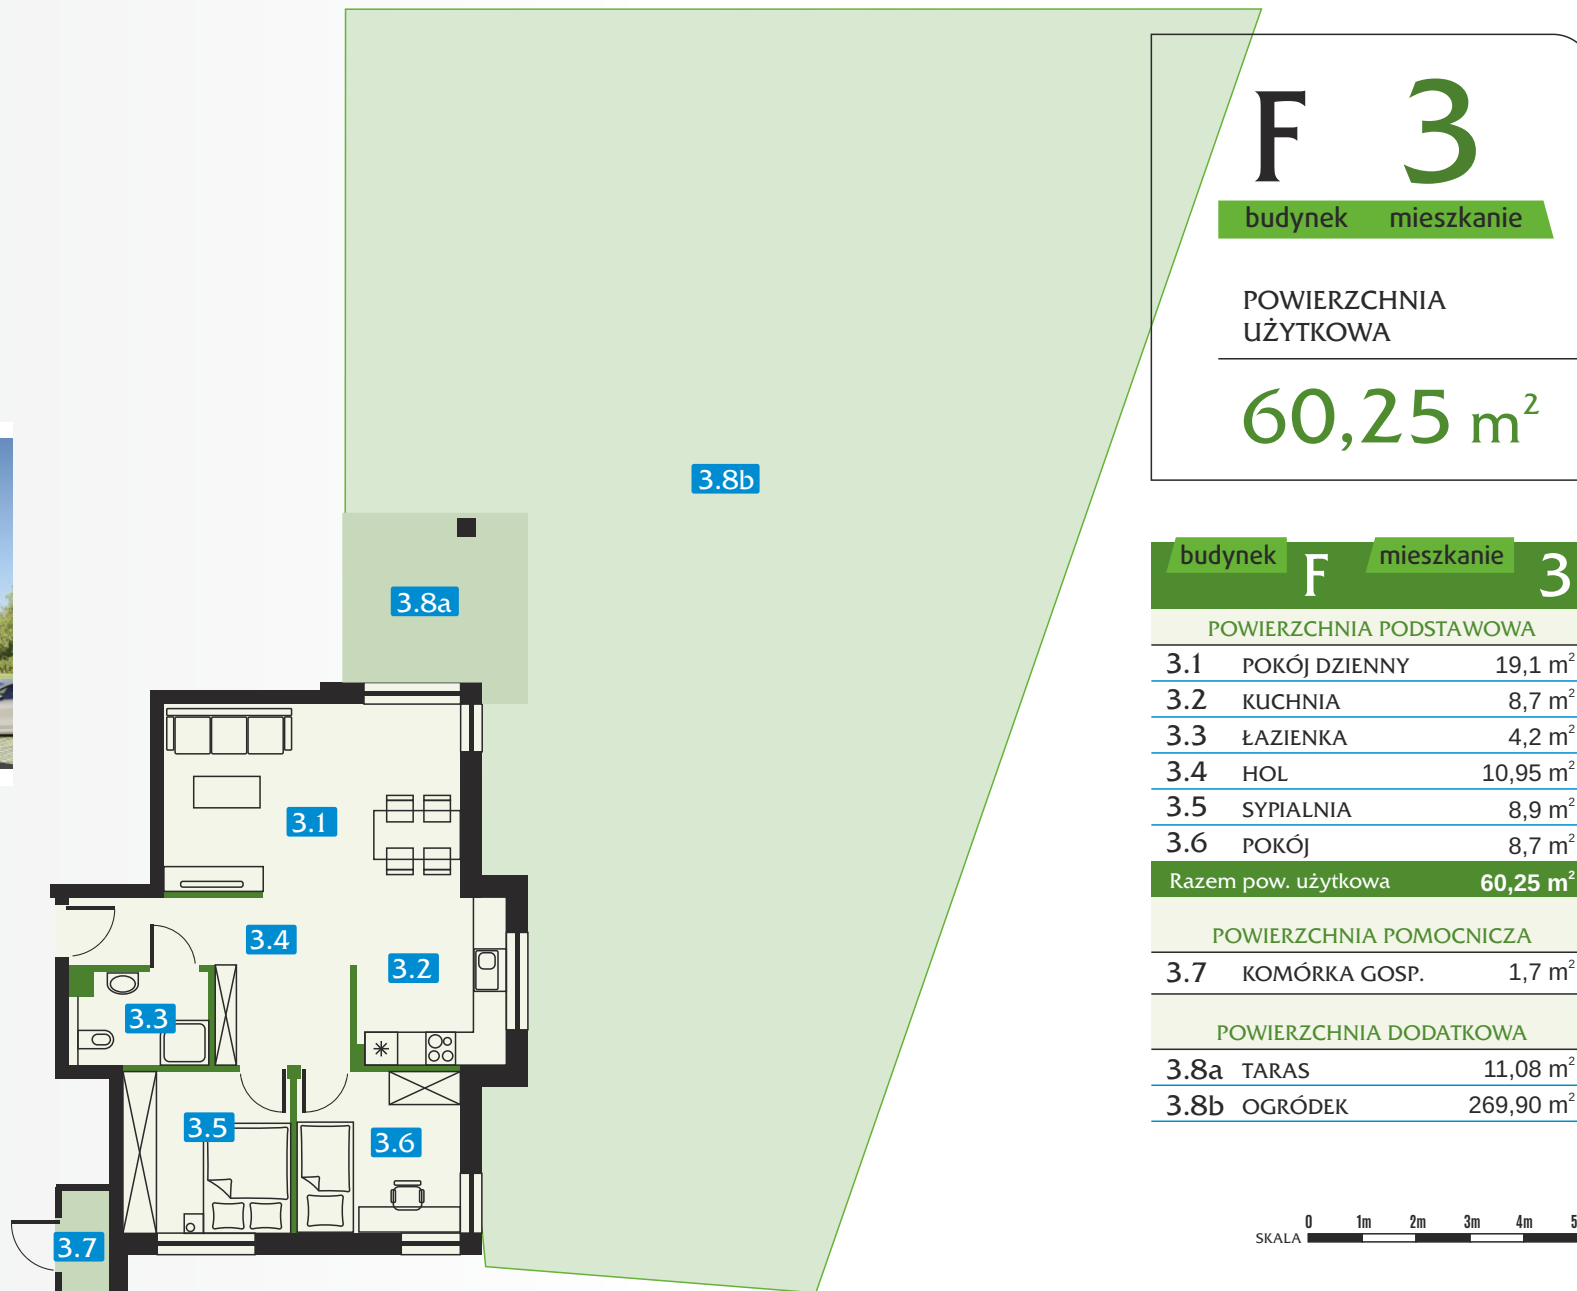 F 3
budynek mieszkanie
POWIERZCHNIA
UŻYTKOWA
60,25 m²
3.8b
3.8a
3.1
3.4
3.2
3.3
3.5
3.6
3.7
budynek F mieszkanie 3
POWIERZCHNIA PODSTAWOWA
3.1 POKÓJ DZIENNY 19,1 m²
3.2 KUCHNIA 8,7 m²
3.3 ŁAZIENKA 4,2 m²
3.4 HOL 10,95 m²
3.5 SYPIALNIA 8,9 m²
3.6 POKÓJ 8,7 m²
Razem pow. użytkowa 60,25 m²
POWIERZCHNIA POMOCNICZA
3.7 KOMÓRKA GOSP. 1,7 m²
POWIERZCHNIA DODATKOWA
3.8a TARAS 11,08 m²
3.8b OGRÓDEK 269,90 m²
0 1m 2m 3m 4m 5
SKALA